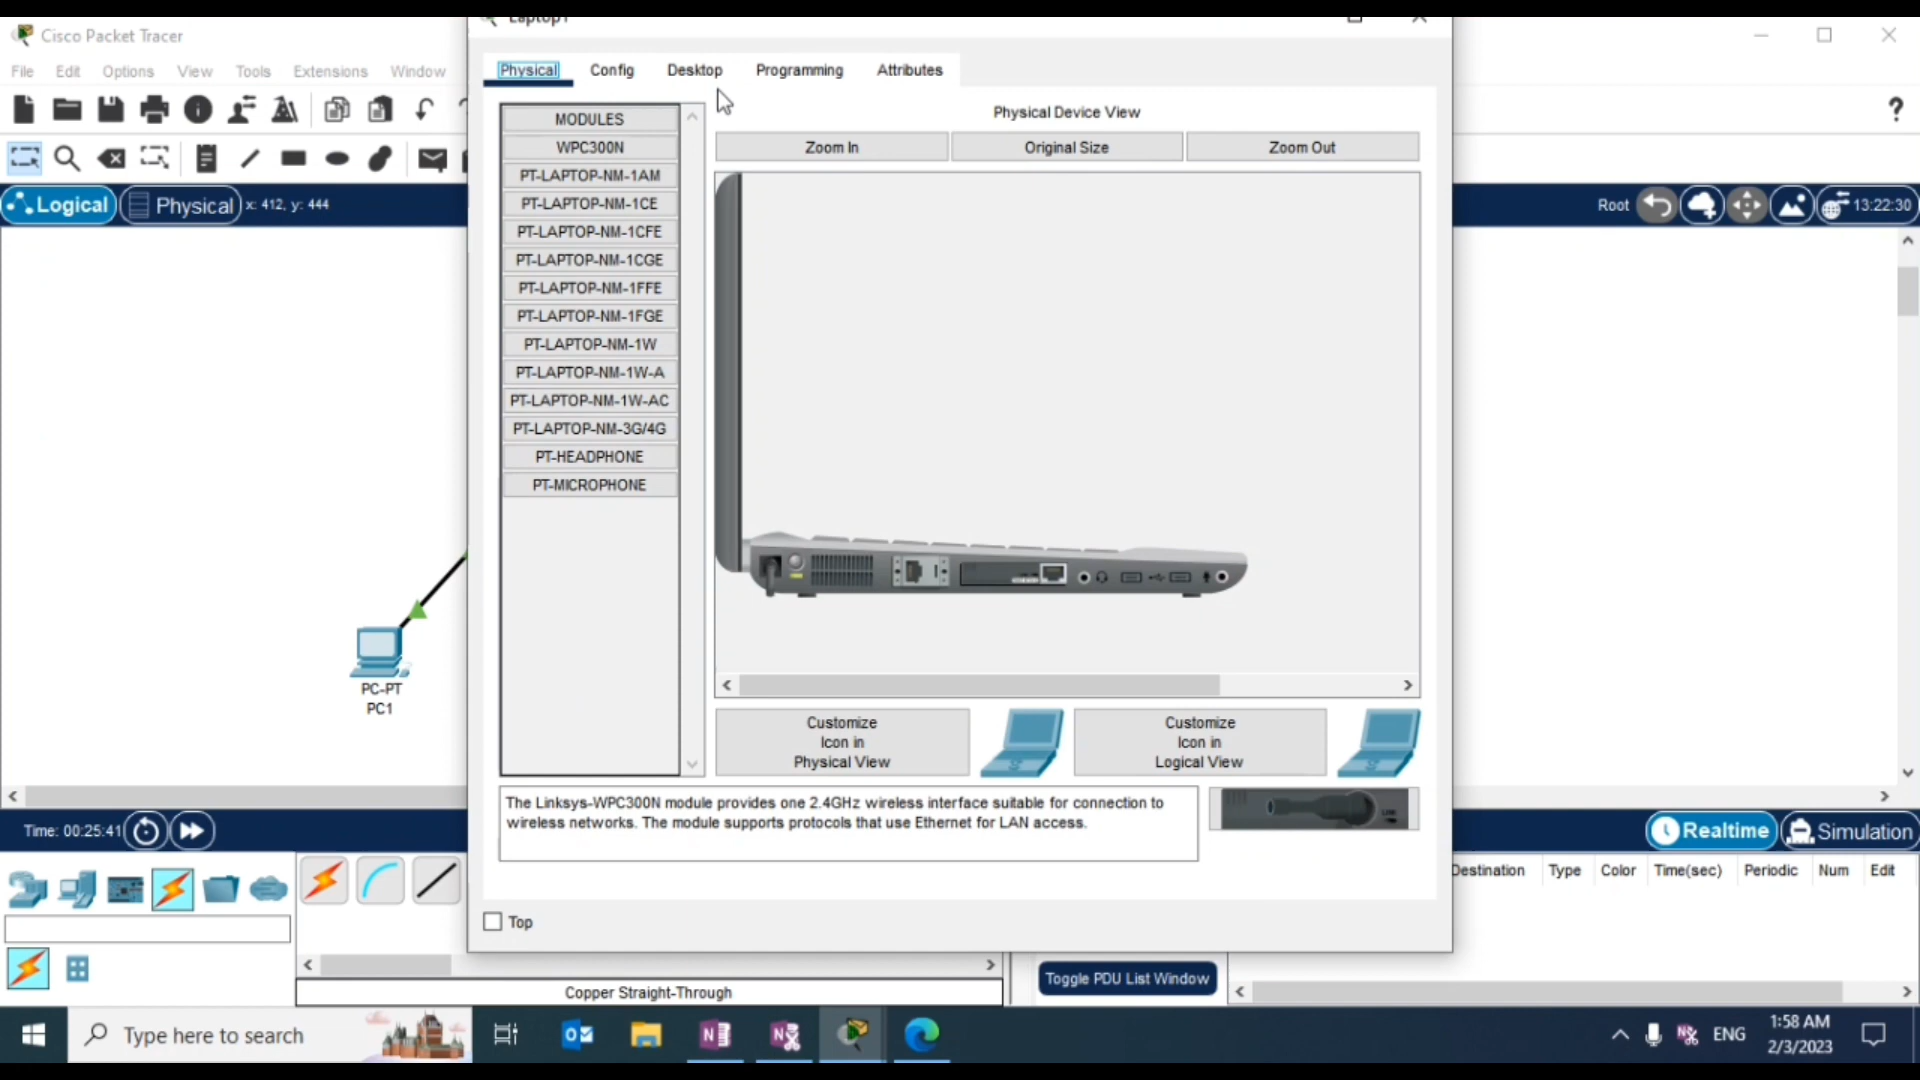 Laptop1
Cisco Packet Tracer
File Edit Options View Tools Extensions Window
Physical Config Desktop Programming Attributes
MODULES
WPC300N
PT-LAPTOP-NM-1AM
PT-LAPTOP-NM-1CE
PT-LAPTOP-NM-1CFE
PT-LAPTOP-NM-1CGE
PT-LAPTOP-NM-1FFE
PT-LAPTOP-NM-1FGE
PT-LAPTOP-NM-1W
PT-LAPTOP-NM-1W-A
PT-LAPTOP-NM-1W-AC
PT-LAPTOP-NM-3G/4G
PT-HEADPHONE
PT-MICROPHONE
Physical Device View
Zoom In Original Size Zoom Out
Logical Physical x: 412, y: 444
Root 13:22:30
PC-PT
PC1
Customize
Icon in
Physical View
Customize
Icon in
Logical View
The Linksys-WPC300N module provides one 2.4GHz wireless interface suitable for connection to
wireless networks. The module supports protocols that use Ethernet for LAN access.
Top
Time: 00:25:41
Realtime Simulation
Destination Type Color Time(sec) Periodic Num Edit
Toggle PDU List Window
Copper Straight-Through
Type here to search
ENG
1:58 AM
2/3/2023